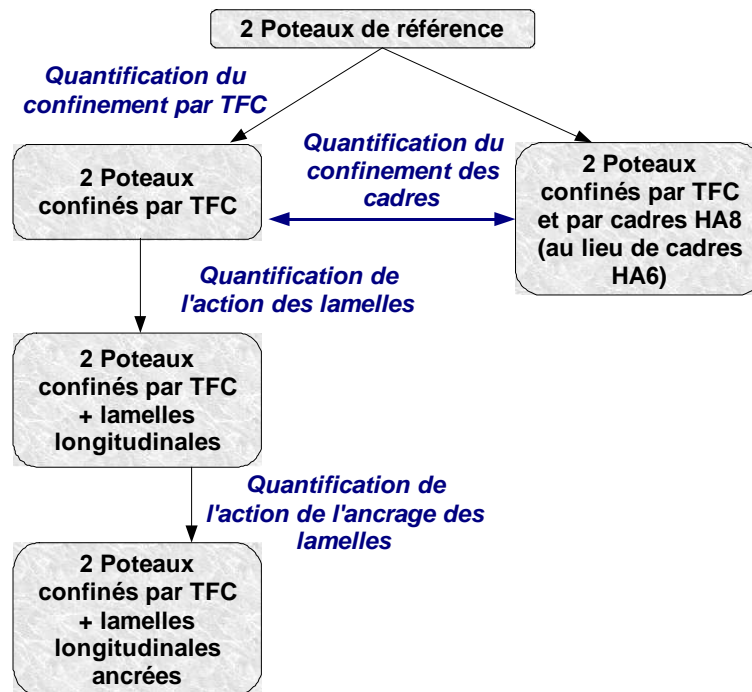 2 Poteaux de référence
Quantification du
confinement par TFC
2 Poteaux
confinés par TFC
Quantification du
confinement des
cadres
2 Poteaux
confinés par TFC
et par cadres HA8
(au lieu de cadres
HA6)
Quantification de
l'action des lamelles
2 Poteaux
confinés par TFC
+ lamelles
longitudinales
Quantification de
l'action de l'ancrage des
lamelles
2 Poteaux
confinés par TFC
+ lamelles
longitudinales
ancrées